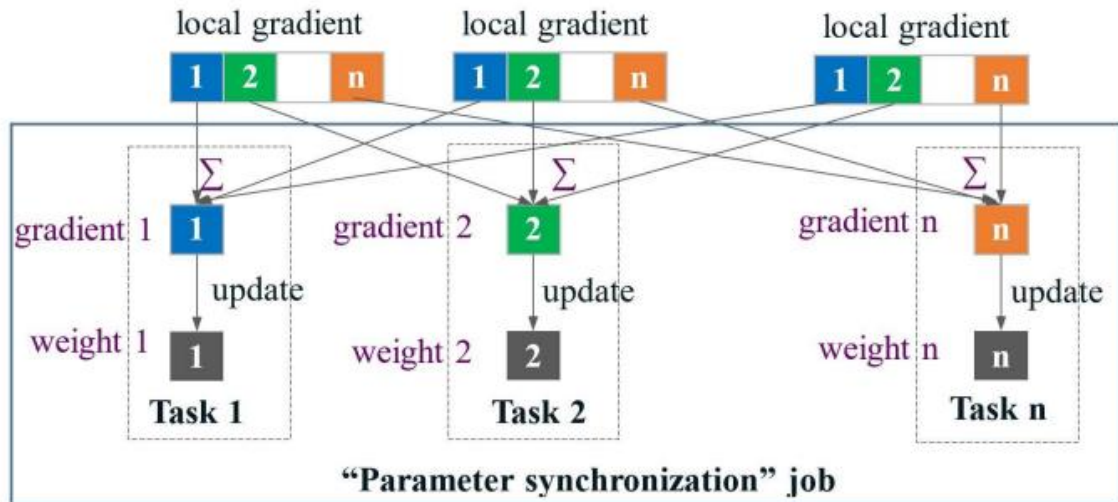 local gradient
local gradient
local gradient
1 2 n
1 2 n
1 2 n
∑
∑
∑
gradient 1
1
gradient 2
2
gradient n
n
update
update
update
weight 1
1
weight 2
2
weight n
n
Task 1
Task 2
Task n
“Parameter synchronization” job